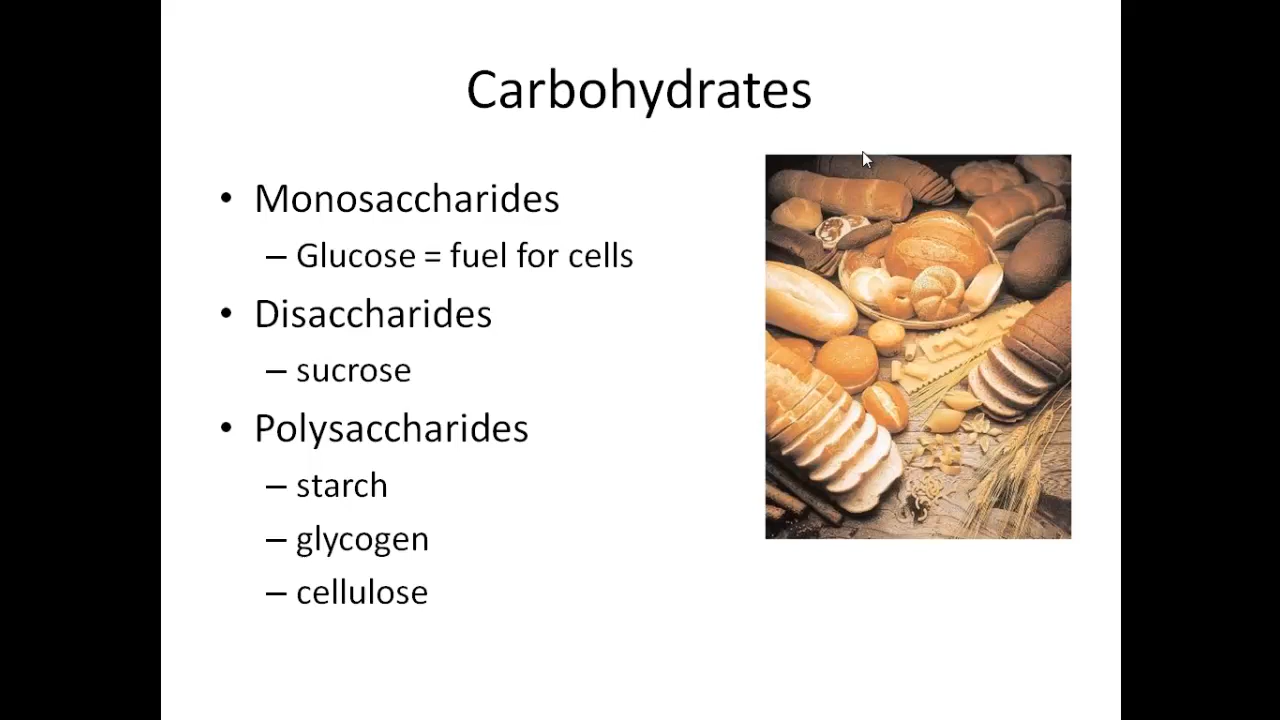 Carbohydrates
• Monosaccharides
– Glucose = fuel for cells
• Disaccharides
– sucrose
• Polysaccharides
– starch
– glycogen
– cellulose